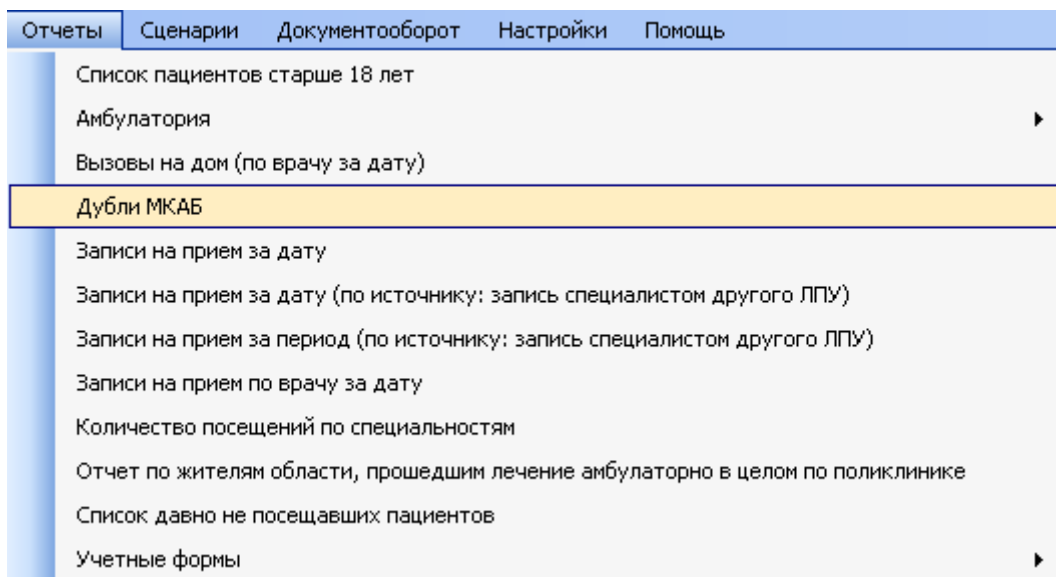 Отчеты Сценарии Документооборот Настройки Помощь
Список пациентов старше 18 лет
Амбулатория
Вызовы на дом (по врачу за дату)
Дубли МКАБ
Записи на прием за дату
Записи на прием за дату (по источнику: запись специалистом другого ЛПУ)
Записи на прием за период (по источнику: запись специалистом другого ЛПУ)
Записи на прием по врачу за дату
Количество посещений по специальностям
Отчет по жителям области, прошедшим лечение амбулаторно в целом по поликлинике
Список давно не посещавших пациентов
Учетные формы